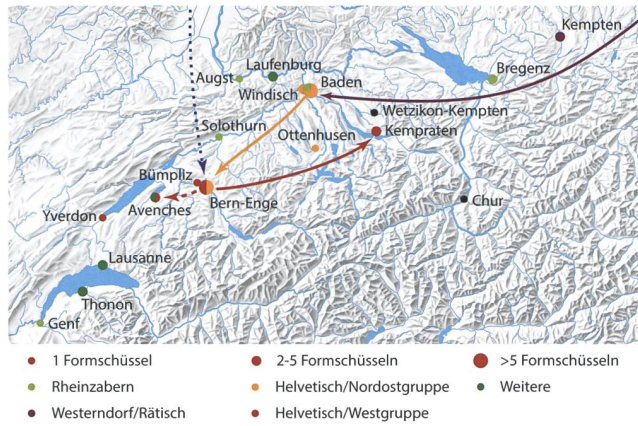 Kempten
Laufenburg
Augst
Baden
Bregenz
Windisch
Wetzikon-Kempten
Solothurn
Ottenhusen
Kempraten
Bümpliz
Avenches
Bern-Enge
Chur
Yverdon
Lausanne
Thonon
Genf
1 Formschüssel
2-5 Formschüsseln
>5 Formschüsseln
Rheinzabern
Helvetisch/Nordostgruppe
Weitere
Westerndorf/Rätisch
Helvetisch/Westgruppe